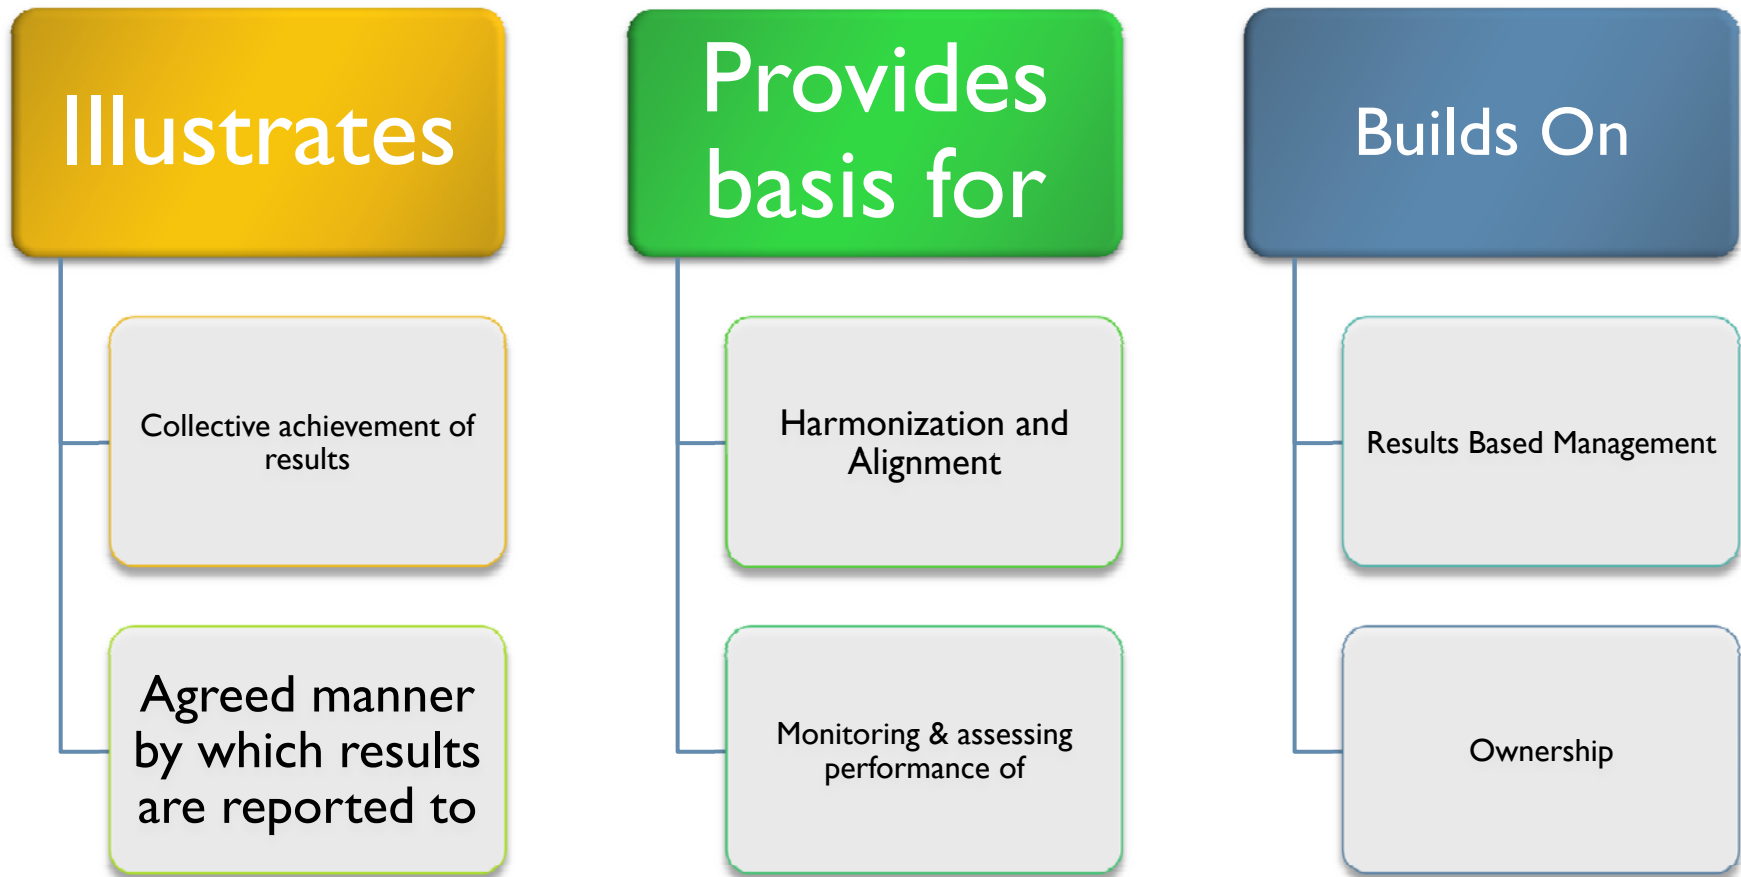 Illustrates
Collective achievement of
results
Agreed manner
by which results
are reported to
Provides
basis for
Harmonization and
Alignment
Monitoring & assessing
performance of
Builds On
Results Based Management
Ownership